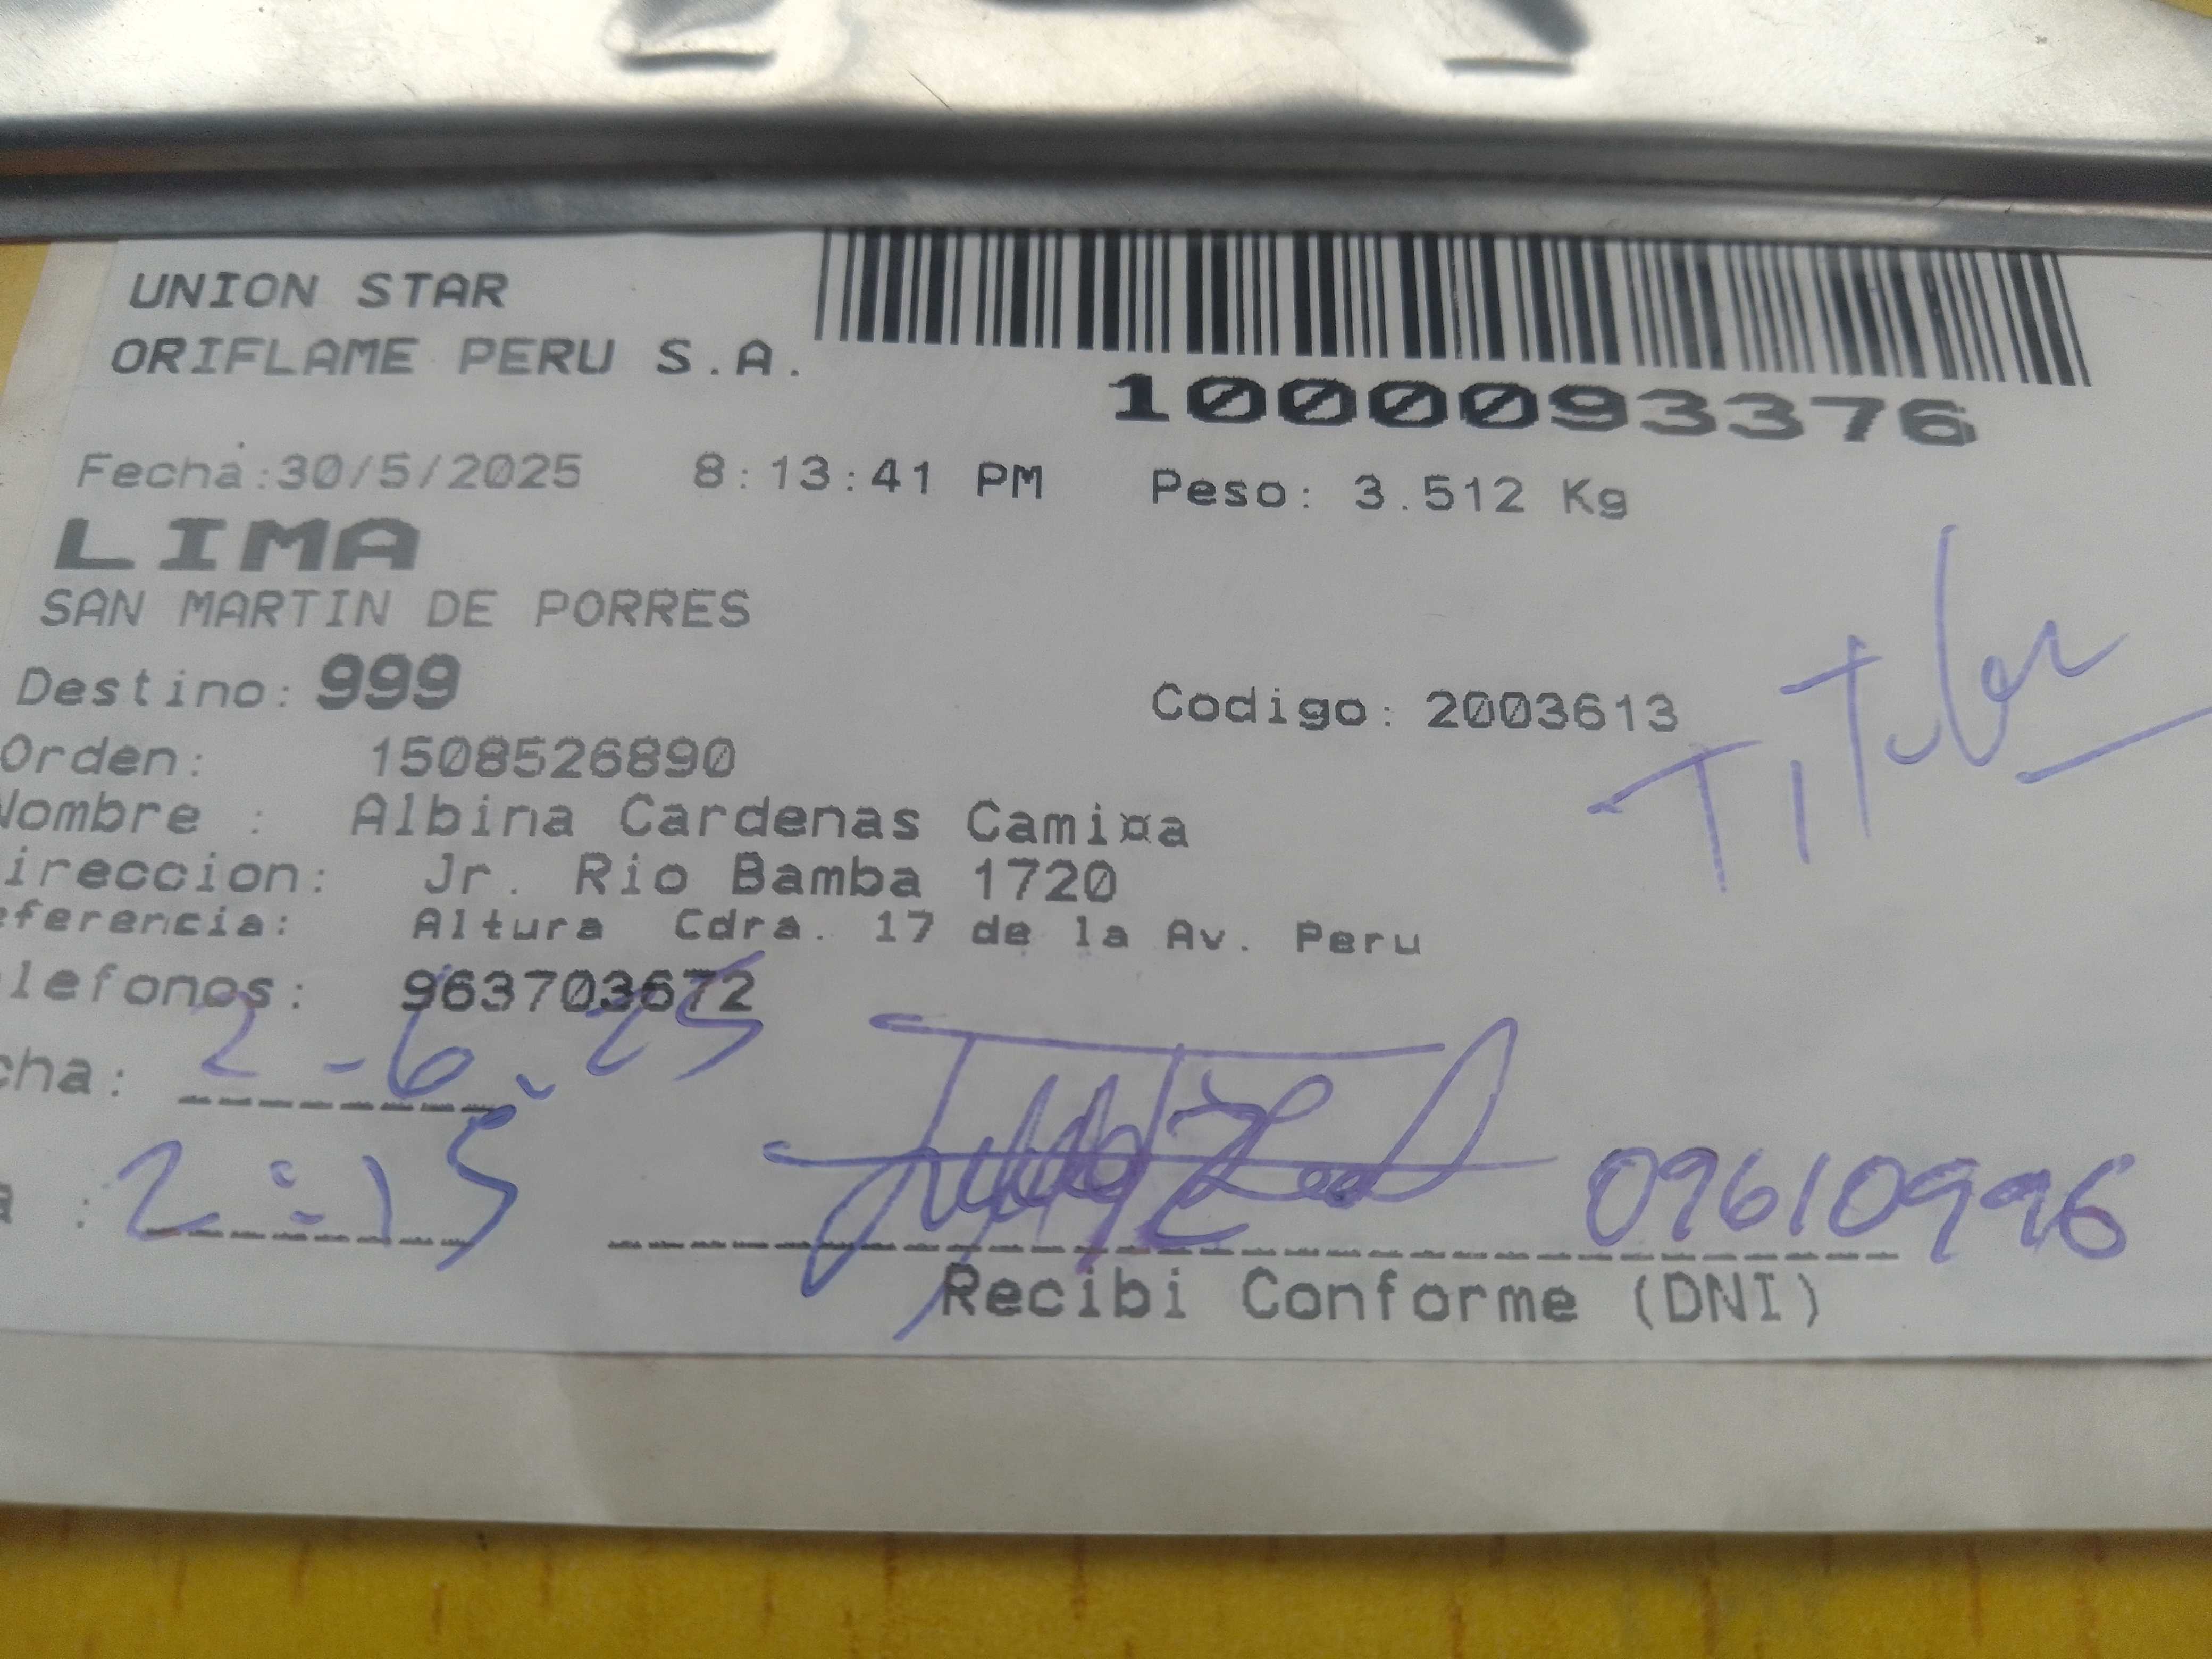 UNION STAR
ORIFLAME PERU S.A.
1000093376
Fecha:30/5/2025 8:13:41 PM Peso: 3.512 Kg
LIMA
SAN MARTIN DE PORRES
Destino: 999 Codigo: 2003613
Titular
Orden: 1508526890
Nombre : Albina Cardenas Cami¤a
ireccion: Jr. Rio Bamba 1720
eferencia: Altura Cdra. 17 de la Av. Peru
lefonos: 963703672
cha: 2-6-25
a : 2:15 09610996
Recibi Conforme (DNI)